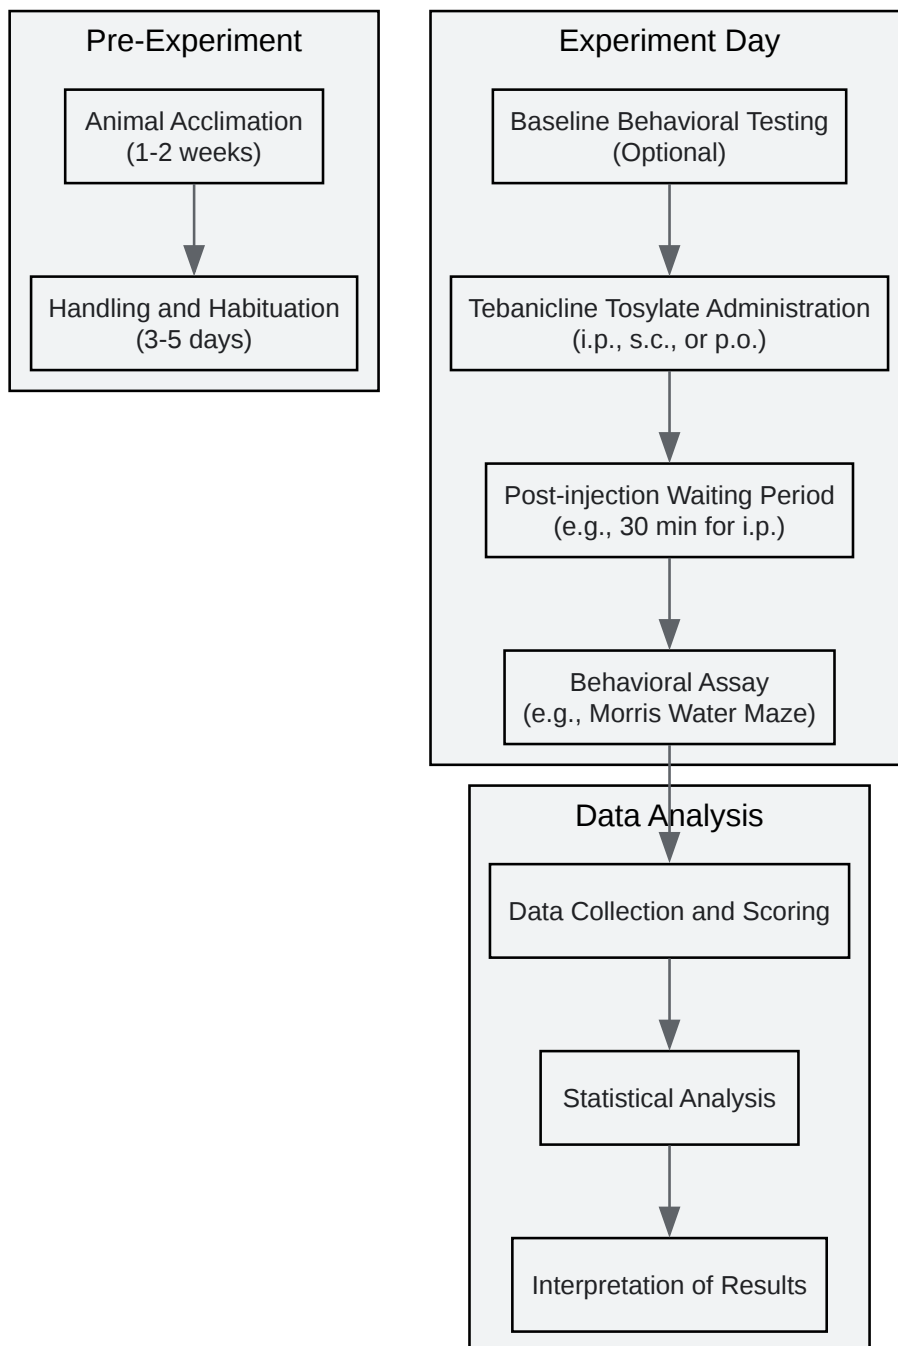 Pre-Experiment
Animal Acclimation
(1-2 weeks)
Handling and Habituation
(3-5 days)
Experiment Day
Baseline Behavioral Testing
(Optional)
Tebanicline Tosylate Administration
(i.p., s.c., or p.o.)
Post-injection Waiting Period
(e.g., 30 min for i.p.)
Behavioral Assay
(e.g., Morris Water Maze)
Data Analysis
Data Collection and Scoring
Statistical Analysis
Interpretation of Results